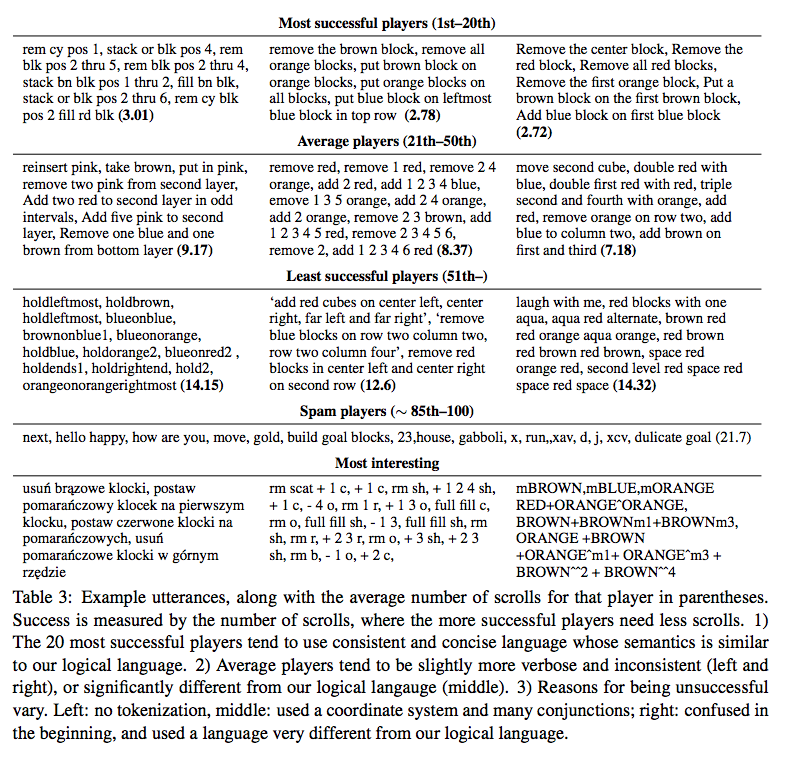 Most successful players (1st–20th)
rem cy pos 1, stack or blk pos 4, rem
blk pos 2 thru 5, rem blk pos 2 thru 4,
stack bn blk pos 1 thru 2, fill bn blk,
stack or blk pos 2 thru 6, rem cy blk
pos 2 fill rd blk (3.01)
remove the brown block, remove all
orange blocks, put brown block on
orange blocks, put orange blocks on
all blocks, put blue block on leftmost
blue block in top row (2.78)
Remove the center block, Remove the
red block, Remove all red blocks,
Remove the first orange block, Put a
brown block on the first brown block,
Add blue block on first blue block
(2.72)
Average players (21th–50th)
reinsert pink, take brown, put in pink,
remove two pink from second layer,
Add two red to second layer in odd
intervals, Add five pink to second
layer, Remove one blue and one
brown from bottom layer (9.17)
remove red, remove 1 red, remove 2 4
orange, add 2 red, add 1 2 3 4 blue,
emove 1 3 5 orange, add 2 4 orange,
add 2 orange, remove 2 3 brown, add
1 2 3 4 5 red, remove 2 3 4 5 6,
remove 2, add 1 2 3 4 6 red (8.37)
move second cube, double red with
blue, double first red with red, triple
second and fourth with orange, add
red, remove orange on row two, add
blue to column two, add brown on
first and third (7.18)
Least successful players (51th–)
holdleftmost, holdbrown,
holdleftmost, blueonblue,
brownonblue1, blueonorange,
holdblue, holdorange2, blueonred2 ,
holdends1, holdrightend, hold2,
orangeonorangerightmost (14.15)
‘add red cubes on center left, center
right, far left and far right’, ‘remove
blue blocks on row two column two,
row two column four’, remove red
blocks in center left and center right
on second row (12.6)
laugh with me, red blocks with one
aqua, aqua red alternate, brown red
red orange aqua orange, red brown
red brown red brown, space red
orange red, second level red space red
space red space (14.32)
Spam players (∼ 85th–100)
next, hello happy, how are you, move, gold, build goal blocks, 23,house, gabboli, x, run,,xav, d, j, xcv, dulicate goal (21.7)
Most interesting
usuń brązowe klocki, postaw
pomarańczowy klocek na pierwszym
klocku, postaw czerwone klocki na
pomarańczowych, usuń
pomarańczowe klocki w górnym
rzędzie
rm scat + 1 c, + 1 c, rm sh, + 1 2 4 sh,
+ 1 c, - 4 o, rm 1 r, + 1 3 o, full fill c,
rm o, full fill sh, - 1 3, full fill sh, rm
sh, rm r, + 2 3 r, rm o, + 3 sh, + 2 3
sh, rm b, - 1 o, + 2 c,
mBROWN,mBLUE,mORANGE
RED+ORANGE^ORANGE,
BROWN+BROWNm1+BROWNm3,
ORANGE +BROWN
+ORANGE^m1+ ORANGE^m3 +
BROWN^^2 + BROWN^^4
Table 3: Example utterances, along with the average number of scrolls for that player in parentheses.
Success is measured by the number of scrolls, where the more successful players need less scrolls. 1)
The 20 most successful players tend to use consistent and concise language whose semantics is similar
to our logical language. 2) Average players tend to be slightly more verbose and inconsistent (left and
right), or significantly different from our logical langauge (middle). 3) Reasons for being unsuccessful
vary. Left: no tokenization, middle: used a coordinate system and many conjunctions; right: confused in
the beginning, and used a language very different from our logical language.